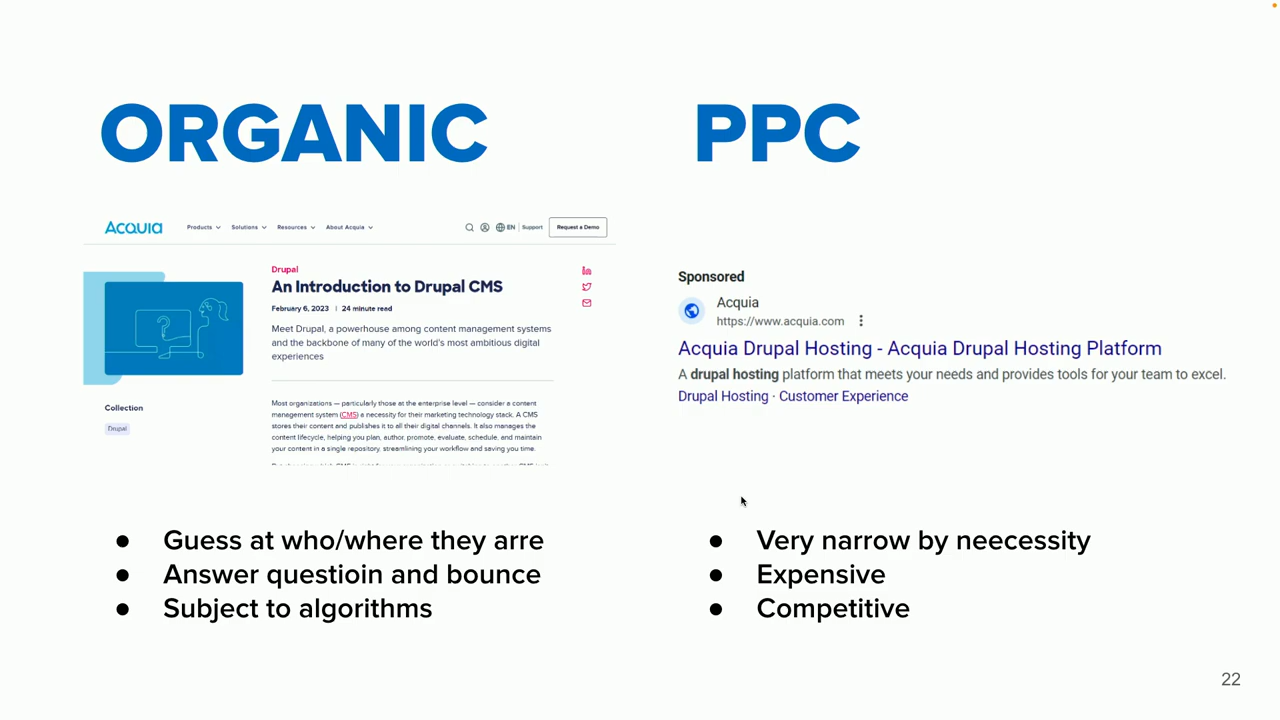 ORGANIC
Acquia
Products Solutions Resources About Acquia EN Support Request a Demo
Drupal
An Introduction to Drupal CMS
February 6, 2023 | 24 minute read
Meet Drupal, a powerhouse among content management systems
and the backbone of many of the world's most ambitious digital
experiences
Collection
Drupal
Most organizations — particularly those at the enterprise level — consider a content
management system (CMS) a necessity for their marketing technology stack. A CMS
stores their content and publishes it to all their digital channels. It also manages the
content lifecycle, helping you plan, author, promote, evaluate, schedule, and maintain
your content in a single repository, streamlining your workflow and saving you time.
● Guess at who/where they arre
● Answer questioin and bounce
● Subject to algorithms
PPC
Sponsored
Acquia
https://www.acquia.com
Acquia Drupal Hosting - Acquia Drupal Hosting Platform
A drupal hosting platform that meets your needs and provides tools for your team to excel.
Drupal Hosting · Customer Experience
● Very narrow by neecessity
● Expensive
● Competitive
22